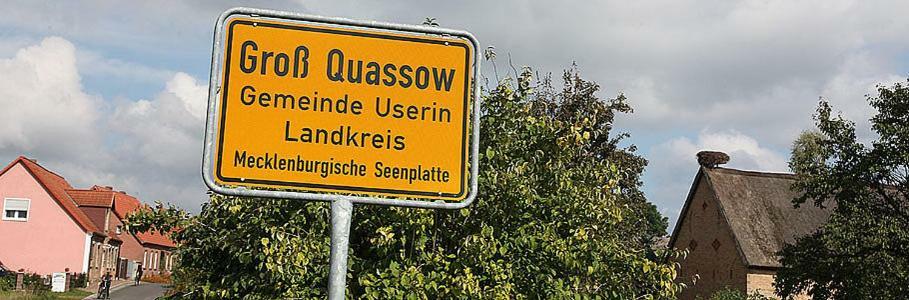 Groß Quassow
Gemeinde Userin
Landkreis
Mecklenburgische Seenplatte